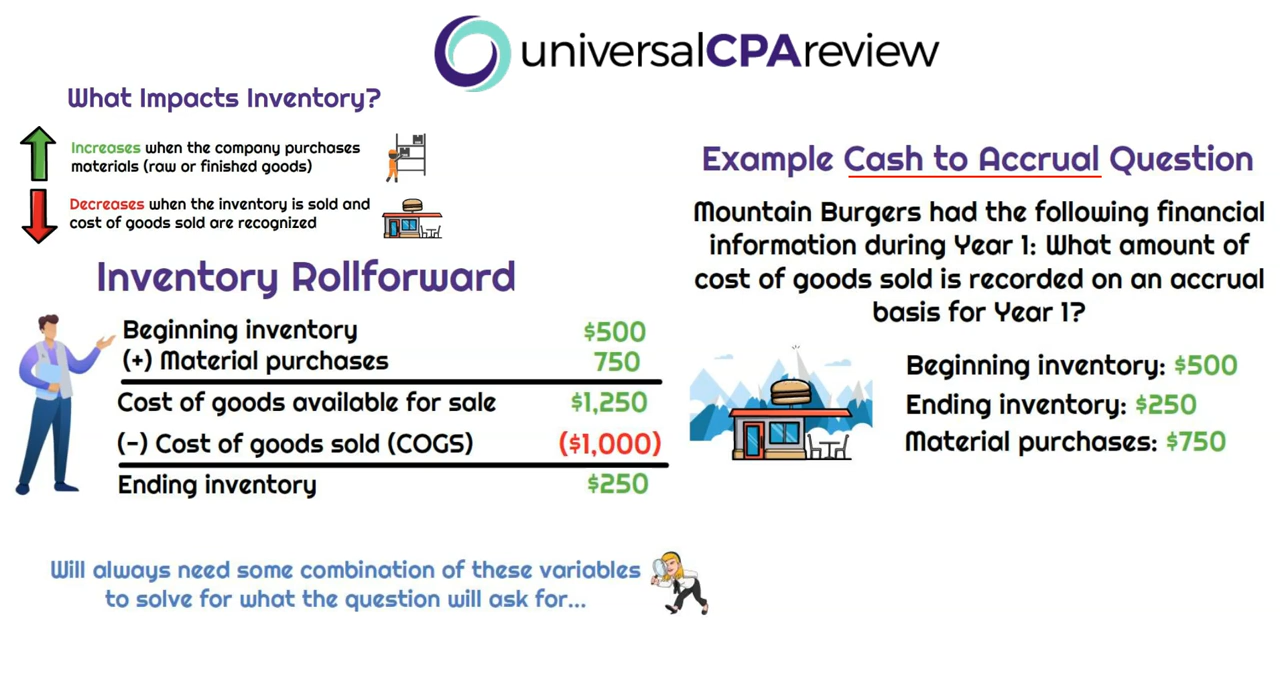 universalCPAreview
What Impacts Inventory?
Increases when the company purchases
materials (raw or finished goods)
Decreases when the inventory is sold and
cost of goods sold are recognized
Inventory Rollforward
Beginning inventory $500
(+) Material purchases 750
Cost of goods available for sale $1,250
(-) Cost of goods sold (COGS) ($1,000)
Ending inventory $250
Will always need some combination of these variables
to solve for what the question will ask for...
Example Cash to Accrual Question
Mountain Burgers had the following financial
information during Year 1: What amount of
cost of goods sold is recorded on an accrual
basis for Year 1?
Beginning inventory: $500
Ending inventory: $250
Material purchases: $750